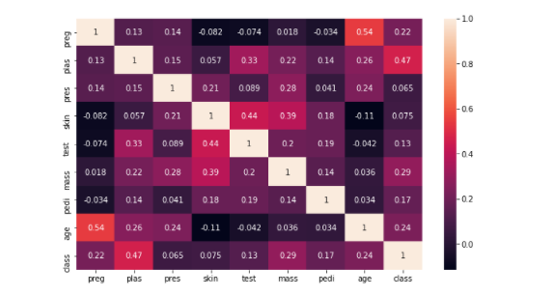 preg 1 0.13 0.14 -0.082 -0.074 0.018 -0.034 0.54 0.22
plas 0.13 1 0.15 0.057 0.33 0.22 0.14 0.26 0.47
pres 0.14 0.15 1 0.21 0.089 0.28 0.041 0.24 0.065
skin -0.082 0.057 0.21 1 0.44 0.39 0.18 -0.11 0.075
test -0.074 0.33 0.089 0.44 1 0.2 0.19 -0.042 0.13
mass 0.018 0.22 0.28 0.39 0.2 1 0.14 0.036 0.29
pedi -0.034 0.14 0.041 0.18 0.19 0.14 1 0.034 0.17
age 0.54 0.26 0.24 -0.11 -0.042 0.036 0.034 1 0.24
class 0.22 0.47 0.065 0.075 0.13 0.29 0.17 0.24 1
preg plas pres skin test mass pedi age class
1.0
0.8
0.6
0.4
0.2
0.0